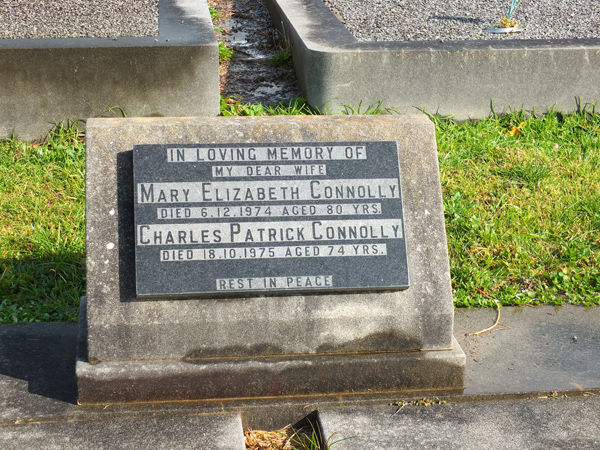 IN LOVING MEMORY OF
MY DEAR WIFE
MARY ELIZABETH CONNOLLY
DIED 6.12.1974 AGED 80 YRS.
CHARLES PATRICK CONNOLLY
DIED 18.10.1975 AGED 74 YRS.
REST IN PEACE